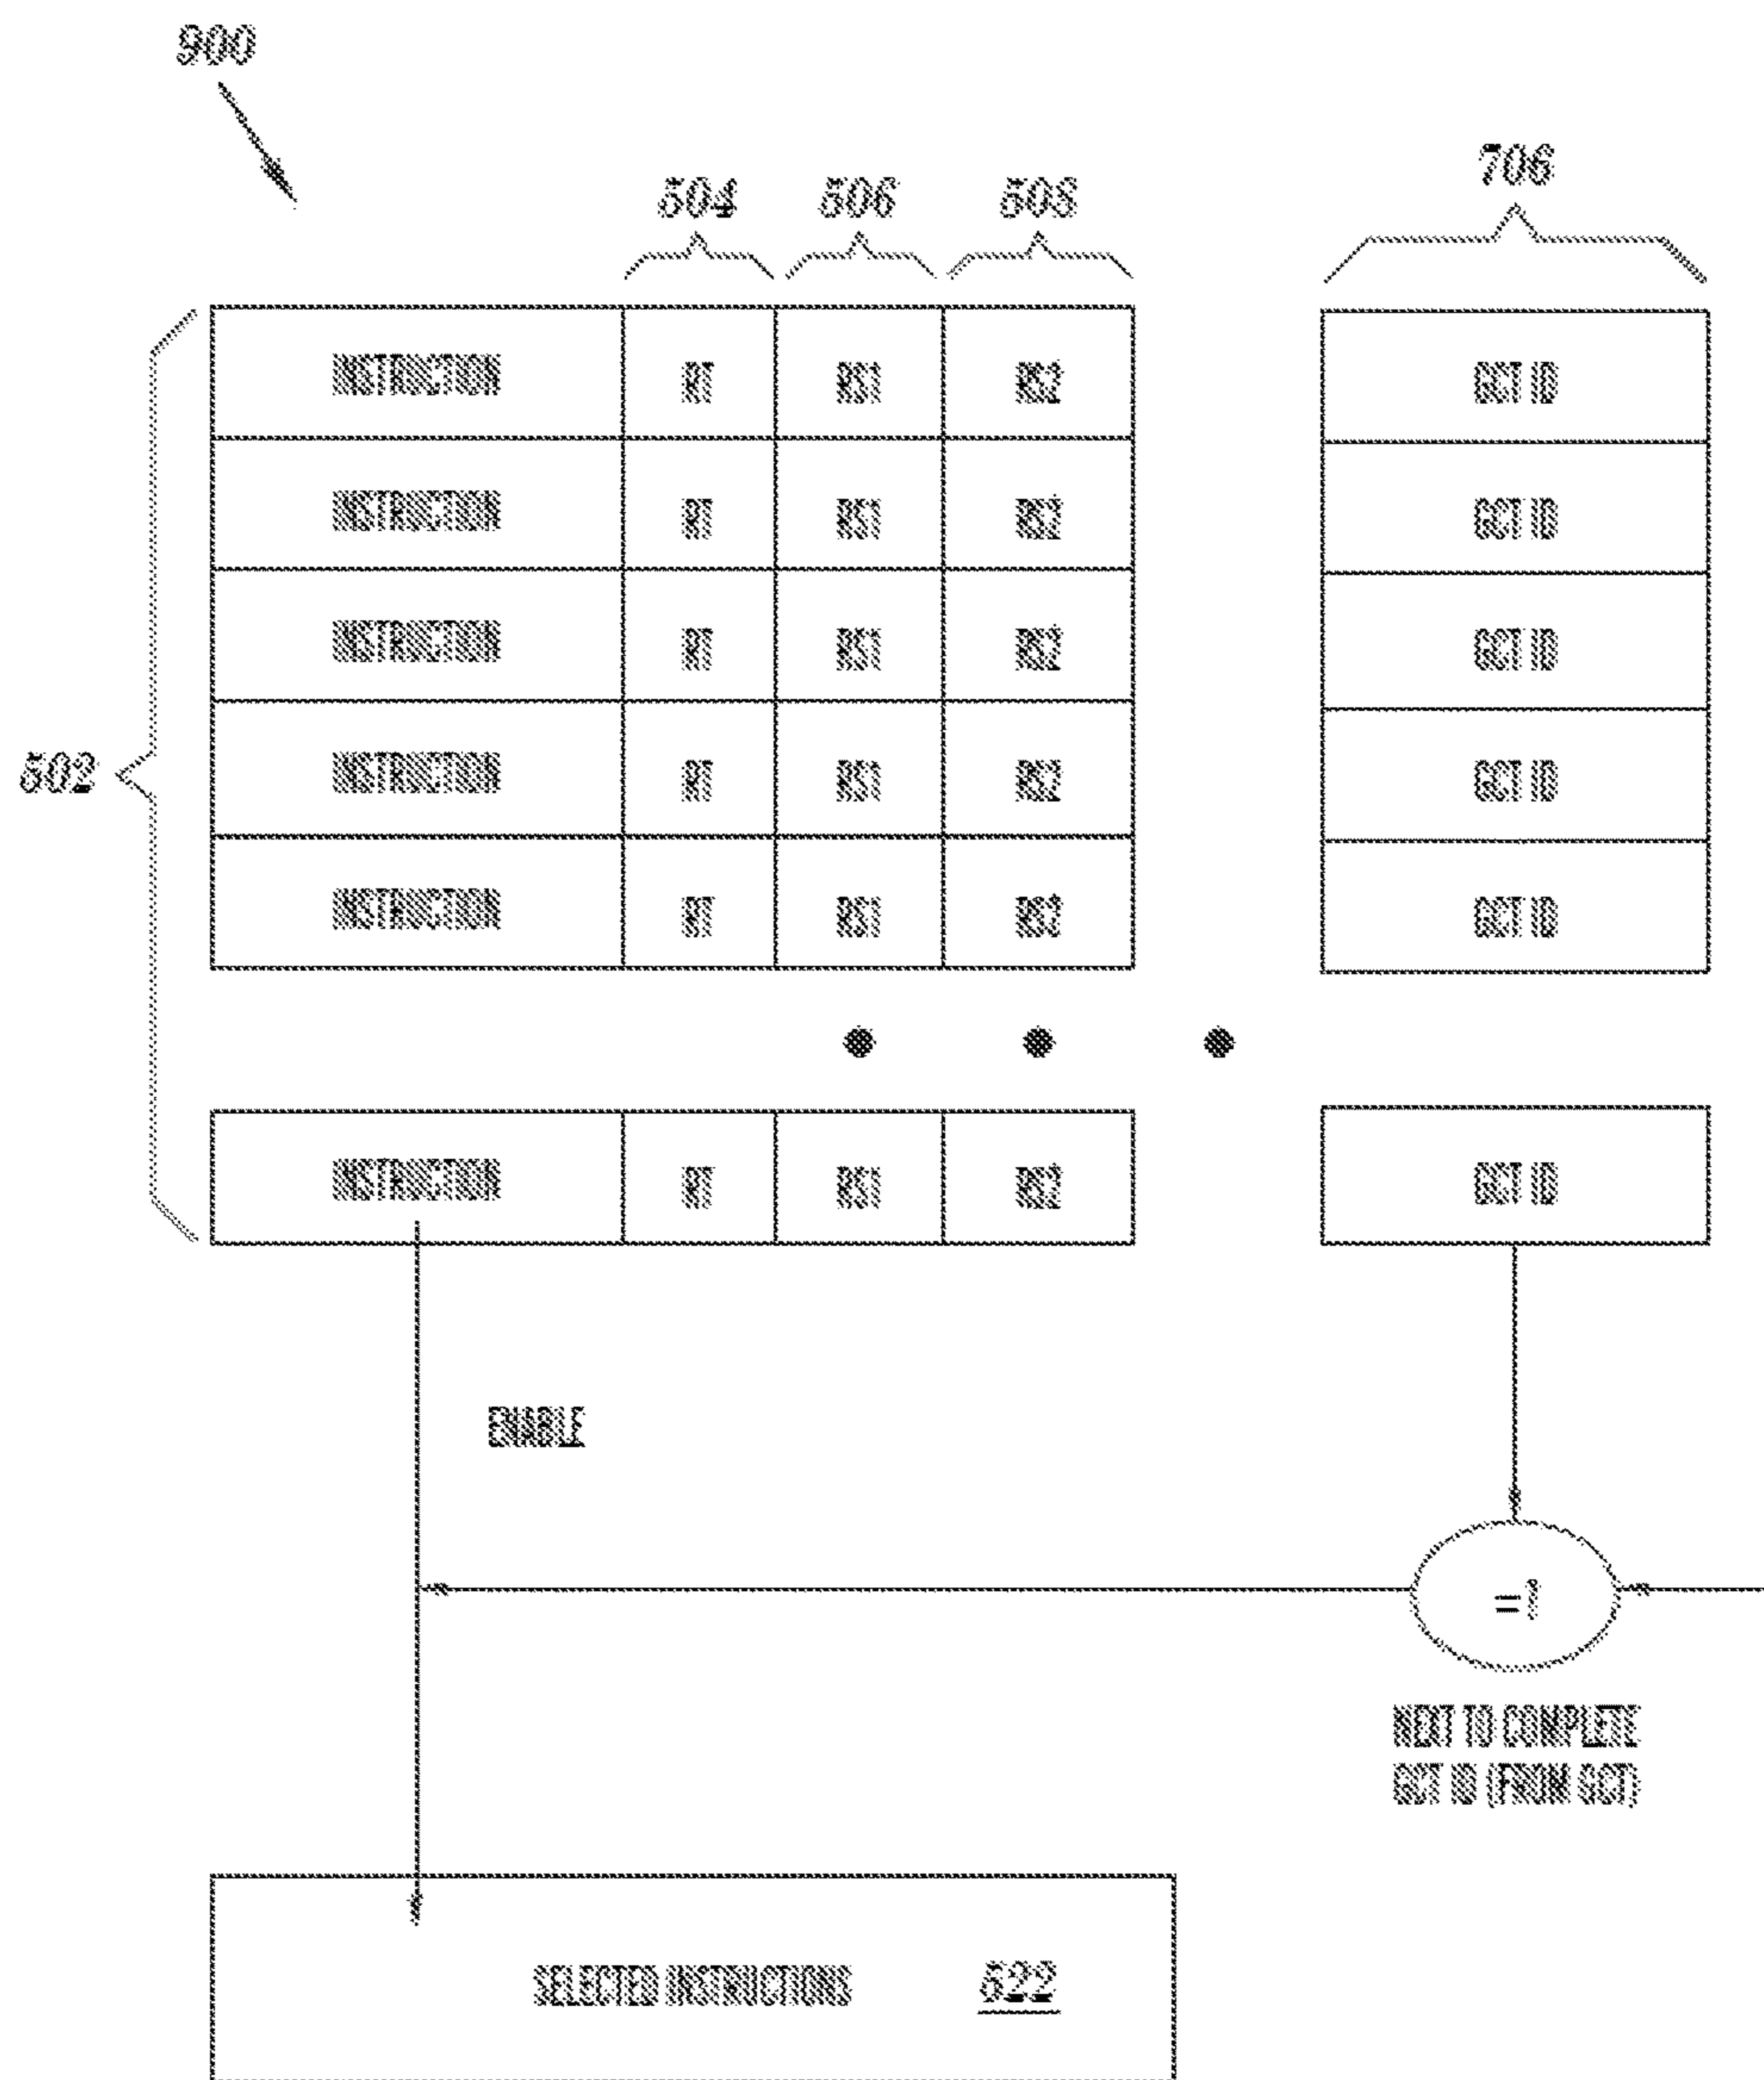 900
706
504 506 508
INSTRUCTION RT RS1 RS2 GCT ID
INSTRUCTION RT RS1 RS2 GCT ID
INSTRUCTION RT RS1 RS2 GCT ID
502 INSTRUCTION RT RS1 RS2 GCT ID
INSTRUCTION RT RS1 RS2 GCT ID
INSTRUCTION RT RS1 RS2 GCT ID
ENABLE
=?
NEXT TO COMPLETE
GCT ID (FROM GCT)
SELECTED INSTRUCTIONS 522